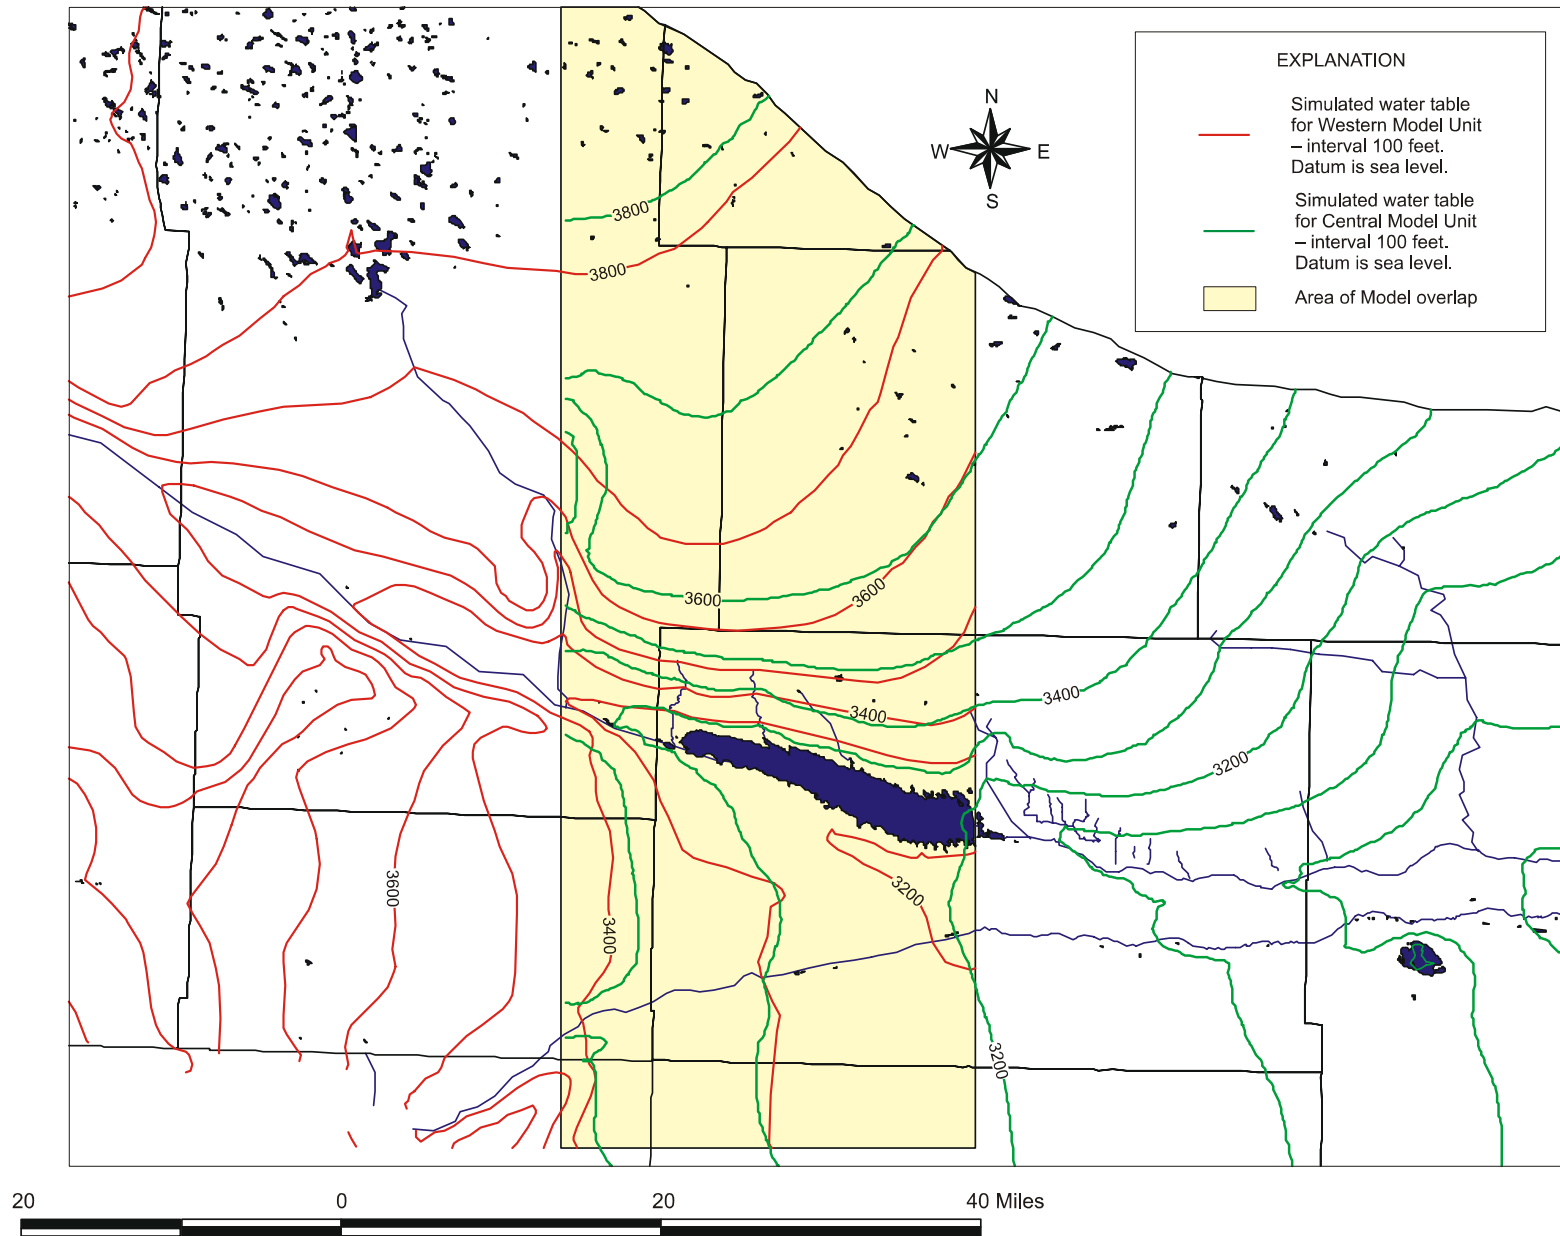 EXPLANATION
Simulated water table
for Western Model Unit
– interval 100 feet.
Datum is sea level.
Simulated water table
for Central Model Unit
– interval 100 feet.
Datum is sea level.
Area of Model overlap
N
W
E
S
3800
3800
3600
3600
3400
3400
3200
3600
3200
3400
3200
20
0
20
40 Miles